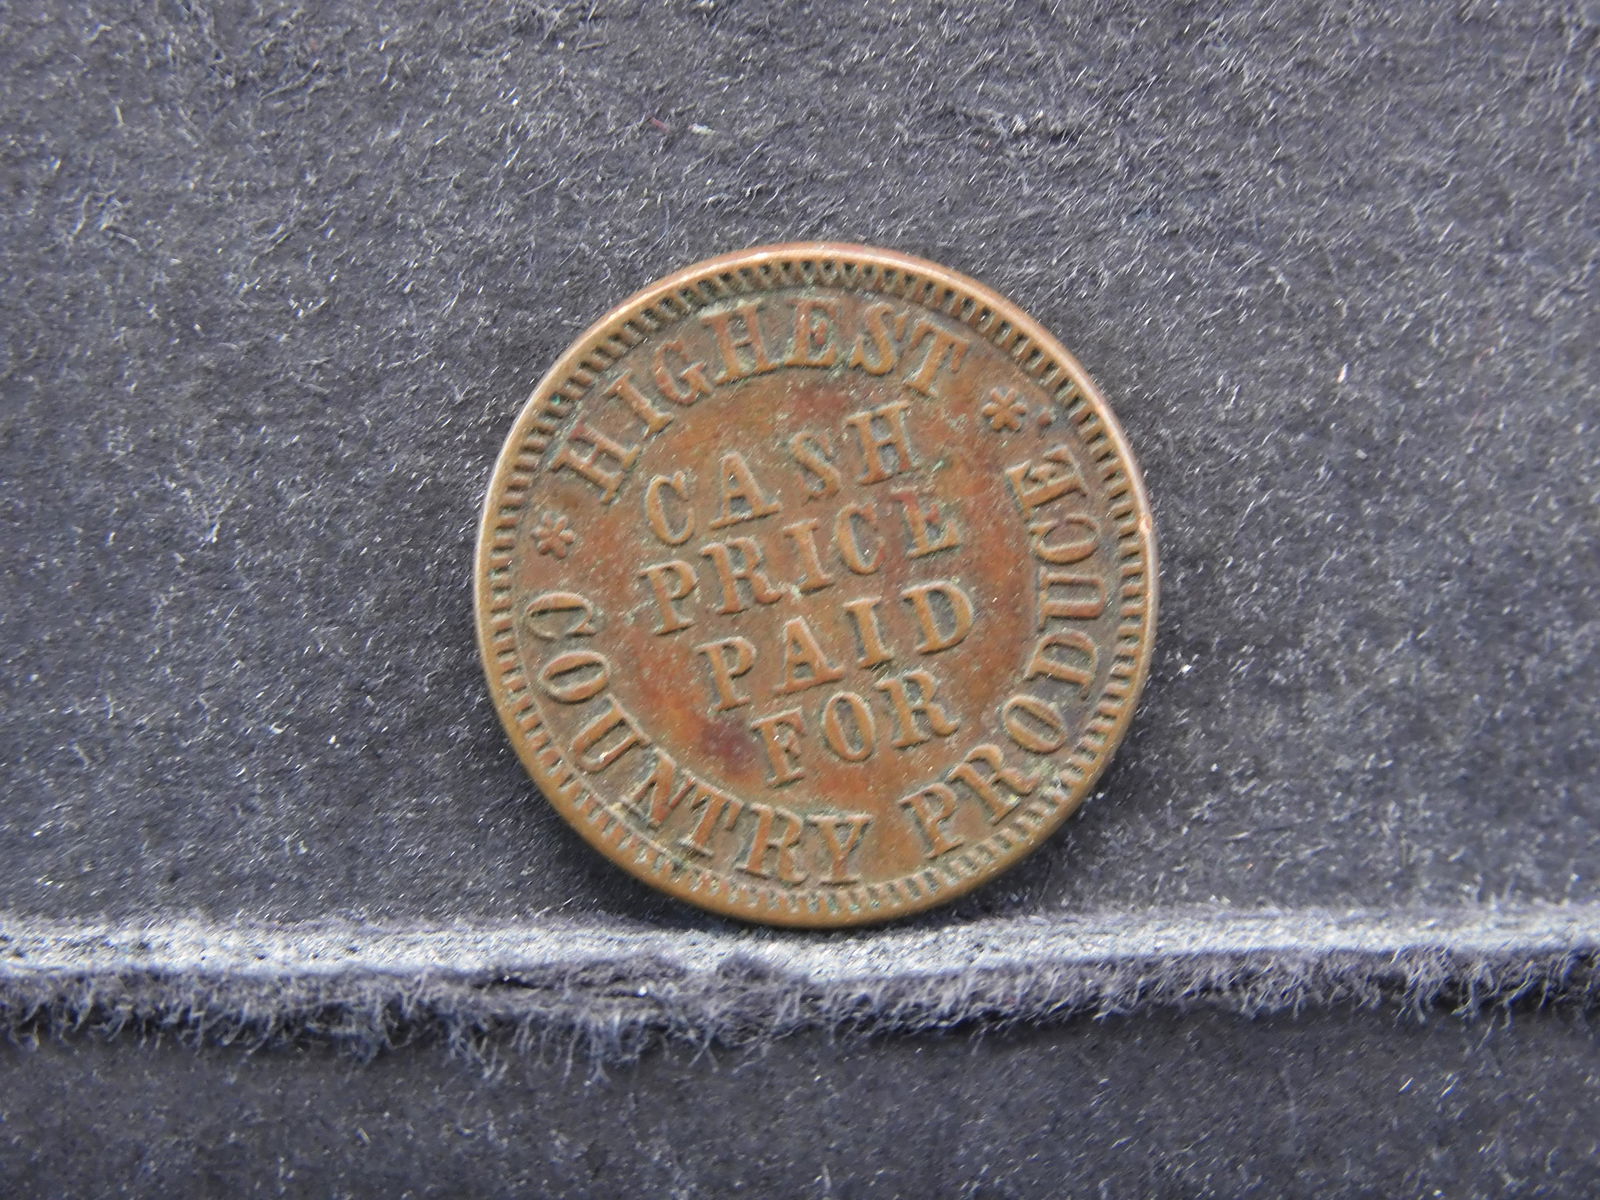 * HIGHEST *
CASH
PRICE
PAID
FOR
COUNTRY PRODUCE